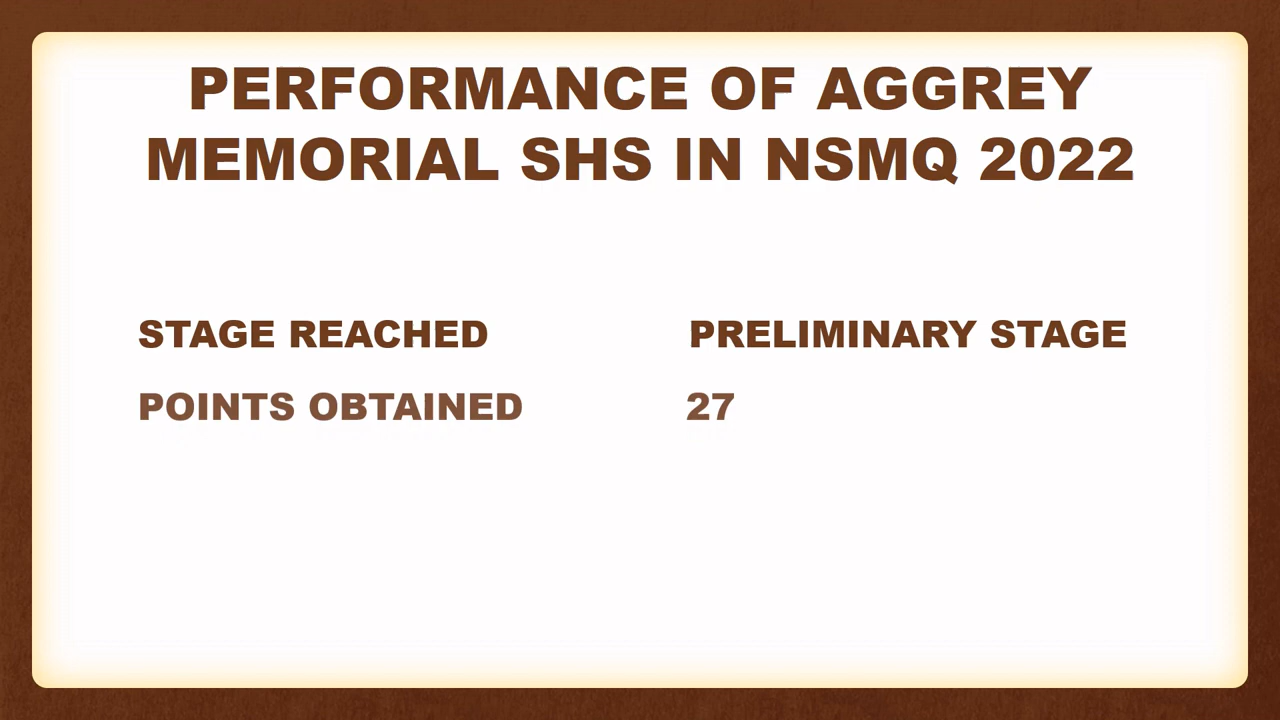 PERFORMANCE OF AGGREY
MEMORIAL SHS IN NSMQ 2022
STAGE REACHED PRELIMINARY STAGE
POINTS OBTAINED 27